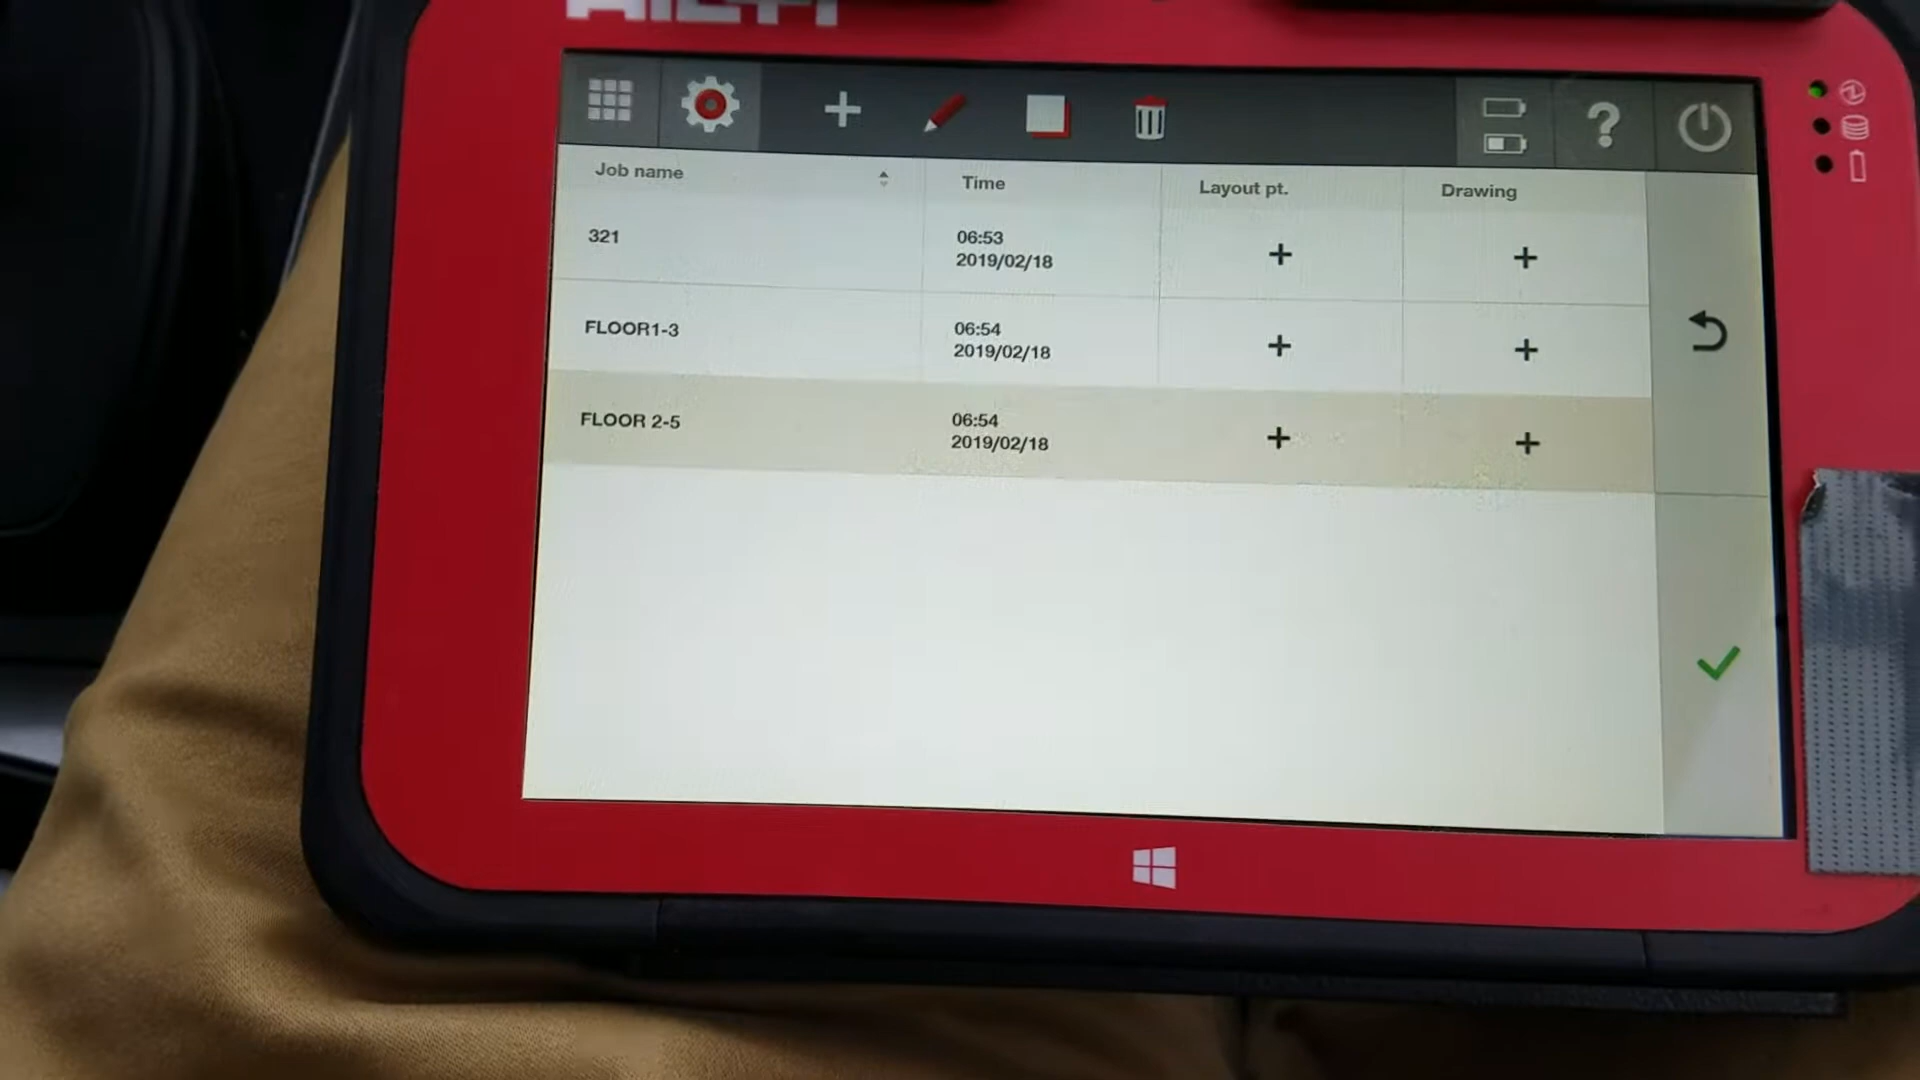 HILTI
Job name Time Layout pt. Drawing
321 06:53 + +
2019/02/18
FLOOR1-3 06:54 + +
2019/02/18
FLOOR 2-5 06:54 + +
2019/02/18